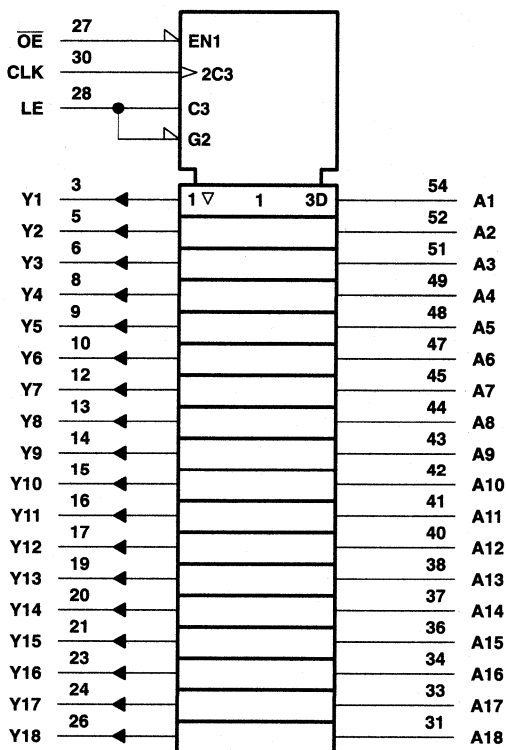 OE 27 EN1
CLK 30 2C3
LE 28 C3
G2
Y1 3 1 ▽ 1 3D 54 A1
Y2 5 52 A2
Y3 6 51 A3
Y4 8 49 A4
Y5 9 48 A5
Y6 10 47 A6
Y7 12 45 A7
Y8 13 44 A8
Y9 14 43 A9
Y10 15 42 A10
Y11 16 41 A11
Y12 17 40 A12
Y13 19 38 A13
Y14 20 37 A14
Y15 21 36 A15
Y16 23 34 A16
Y17 24 33 A17
Y18 26 31 A18